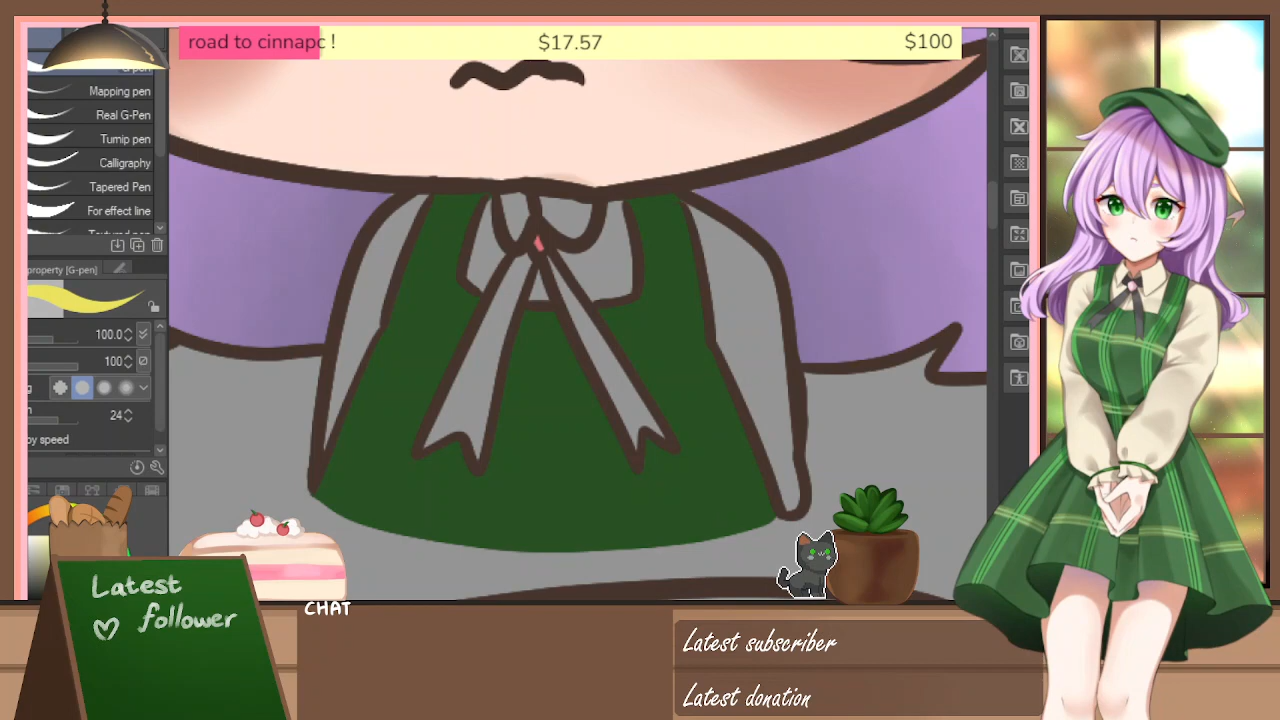 road to cinnapc !
$17.57
$100
Mapping pen
Real G-Pen
Turnip pen
Calligraphy
Tapered Pen
For effect line
property [G-pen]
100.0
100
24
by speed
Latest
follower
CHAT
Latest subscriber
Latest donation